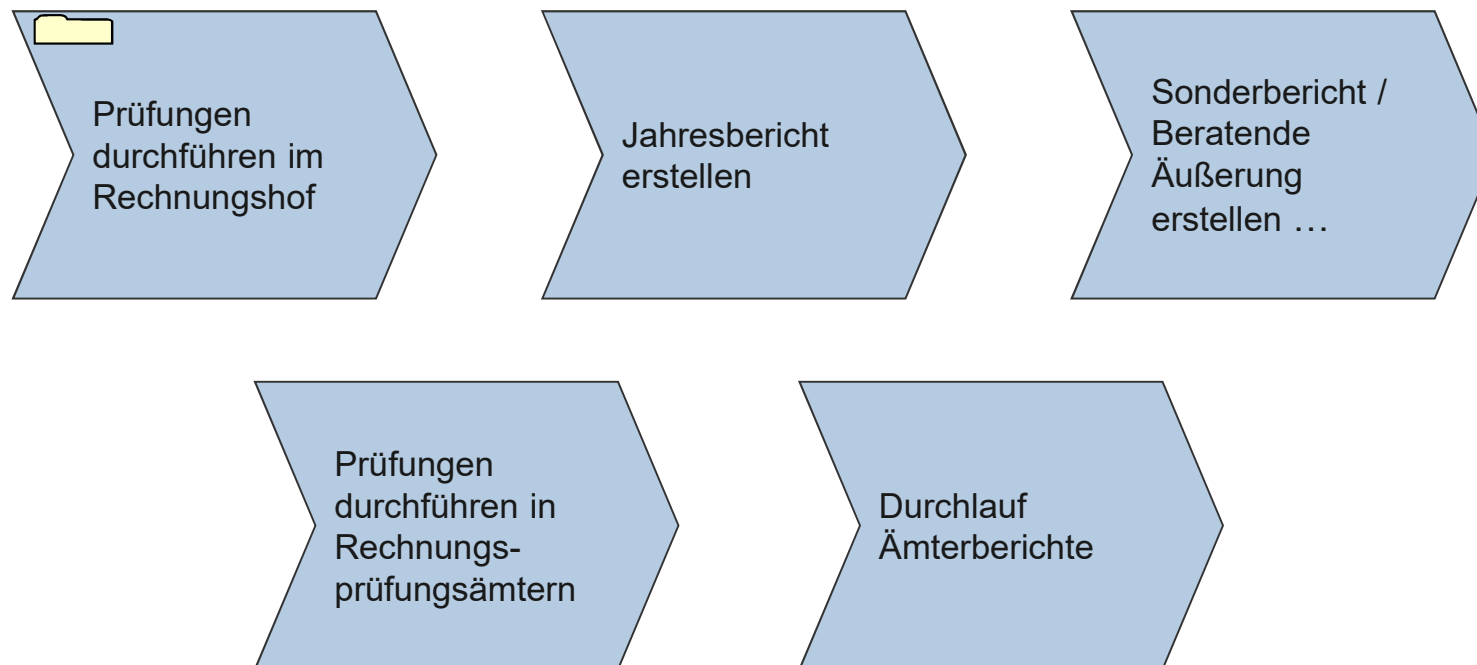 Prüfungen
durchführen im
Rechnungshof
Jahresbericht
erstellen
Sonderbericht /
Beratende
Äußerung
erstellen …
Prüfungen
durchführen in
Rechnungs-
prüfungsämtern
Durchlauf
Ämterberichte